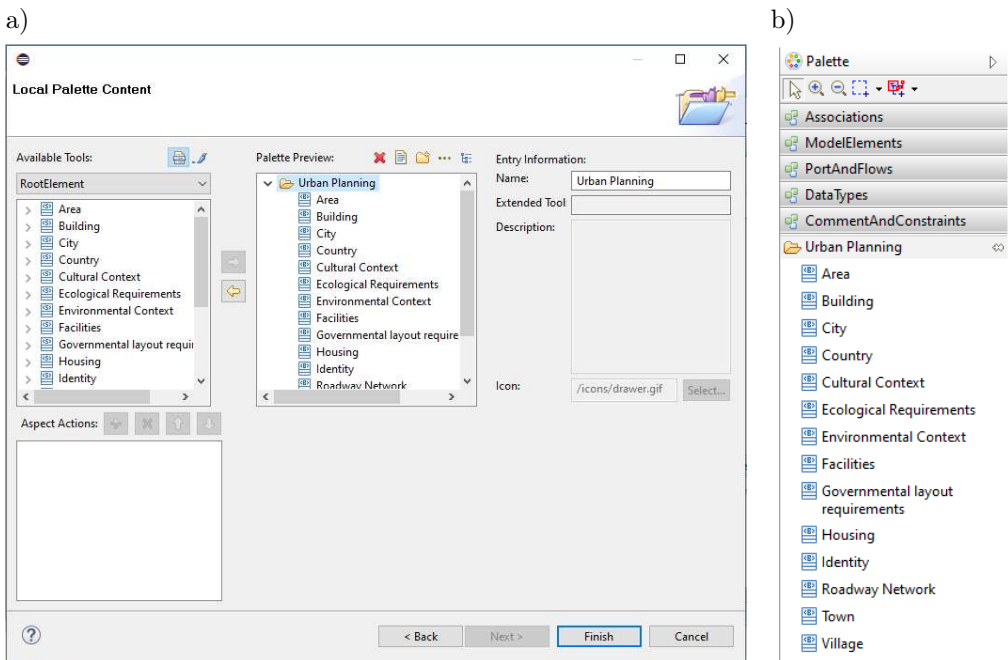 a)
b)
Local Palette Content
Available Tools:
RootElement
Area
Building
City
Country
Cultural Context
Ecological Requirements
Environmental Context
Facilities
Governmental layout requir
Housing
Identity
Aspect Actions:
Palette Preview:
Urban Planning
Area
Building
City
Country
Cultural Context
Ecological Requirements
Environmental Context
Facilities
Governmental layout require
Housing
Identity
Roadway Network
Entry Information:
Name: Urban Planning
Extended Tool
Description:
Icon: /icons/drawer.gif Select...
< Back Next > Finish Cancel
Palette
Associations
ModelElements
PortAndFlows
DataTypes
CommentAndConstraints
Urban Planning
Area
Building
City
Country
Cultural Context
Ecological Requirements
Environmental Context
Facilities
Governmental layout
requirements
Housing
Identity
Roadway Network
Town
Village